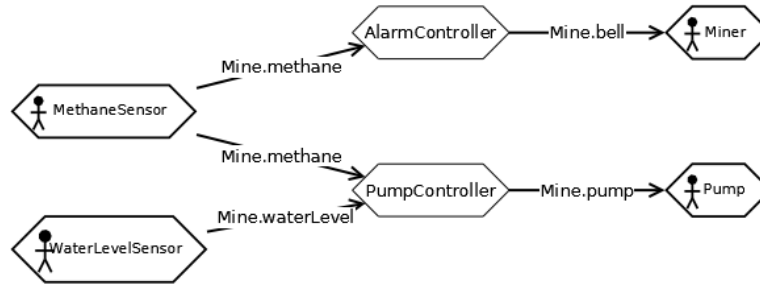 AlarmController
Mine.bell
Miner
Mine.methane
MethaneSensor
Mine.methane
PumpController
Mine.pump
Pump
Mine.waterLevel
WaterLevelSensor